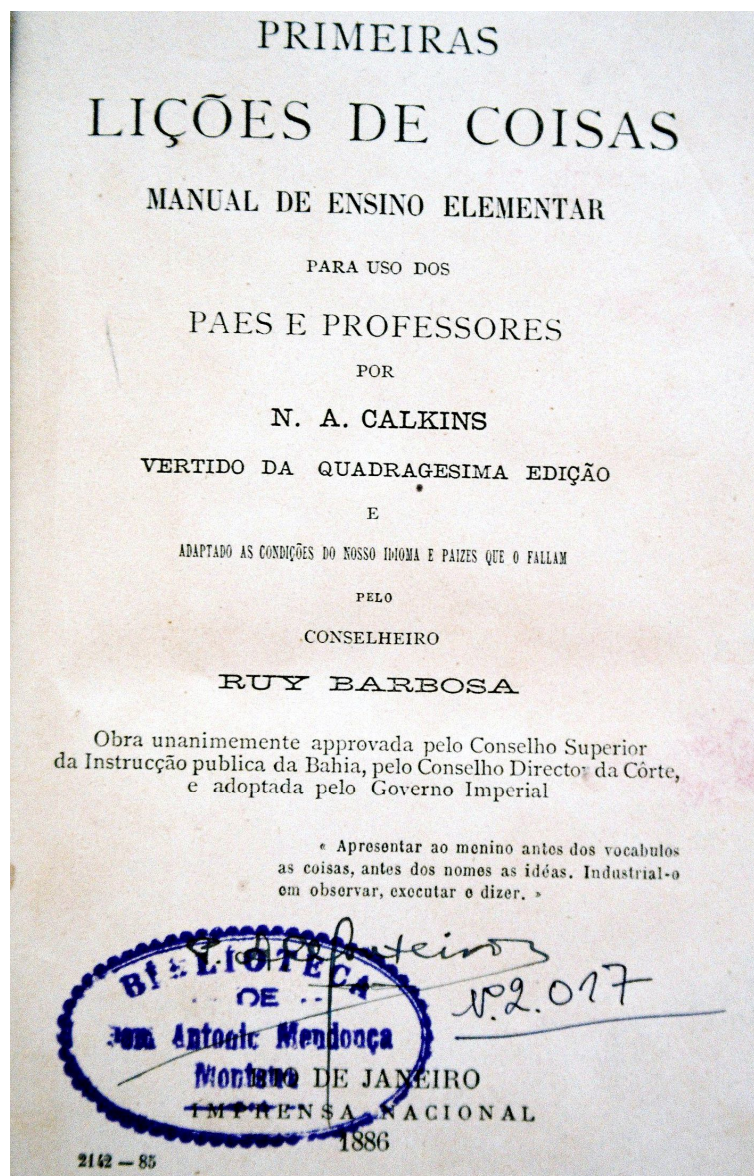 PRIMEIRAS
LIÇÕES DE COISAS
MANUAL DE ENSINO ELEMENTAR
PARA USO DOS
PAES E PROFESSORES
POR
N. A. CALKINS
VERTIDO DA QUADRAGESIMA EDIÇÃO
E
ADAPTADO AS CONDIÇÕES DO NOSSO IDIOMA E PAIZES QUE O FALLAM
PELO
CONSELHEIRO
RUY BARBOSA
Obra unanimemente approvada pelo Conselho Superior
da Instrucção publica da Bahia, pelo Conselho Director da Côrte,
e adoptada pelo Governo Imperial
« Apresentar ao menino antes dos vocabulos
as coisas, antes dos nomes as idéas. Industrial-o
em observar, executar e dizer. »
BIBLIOTECA
DE
Antonio Mendonça
Nº 2.017
RIO DE JANEIRO
IMPRENSA NACIONAL
1886
2142 — 85